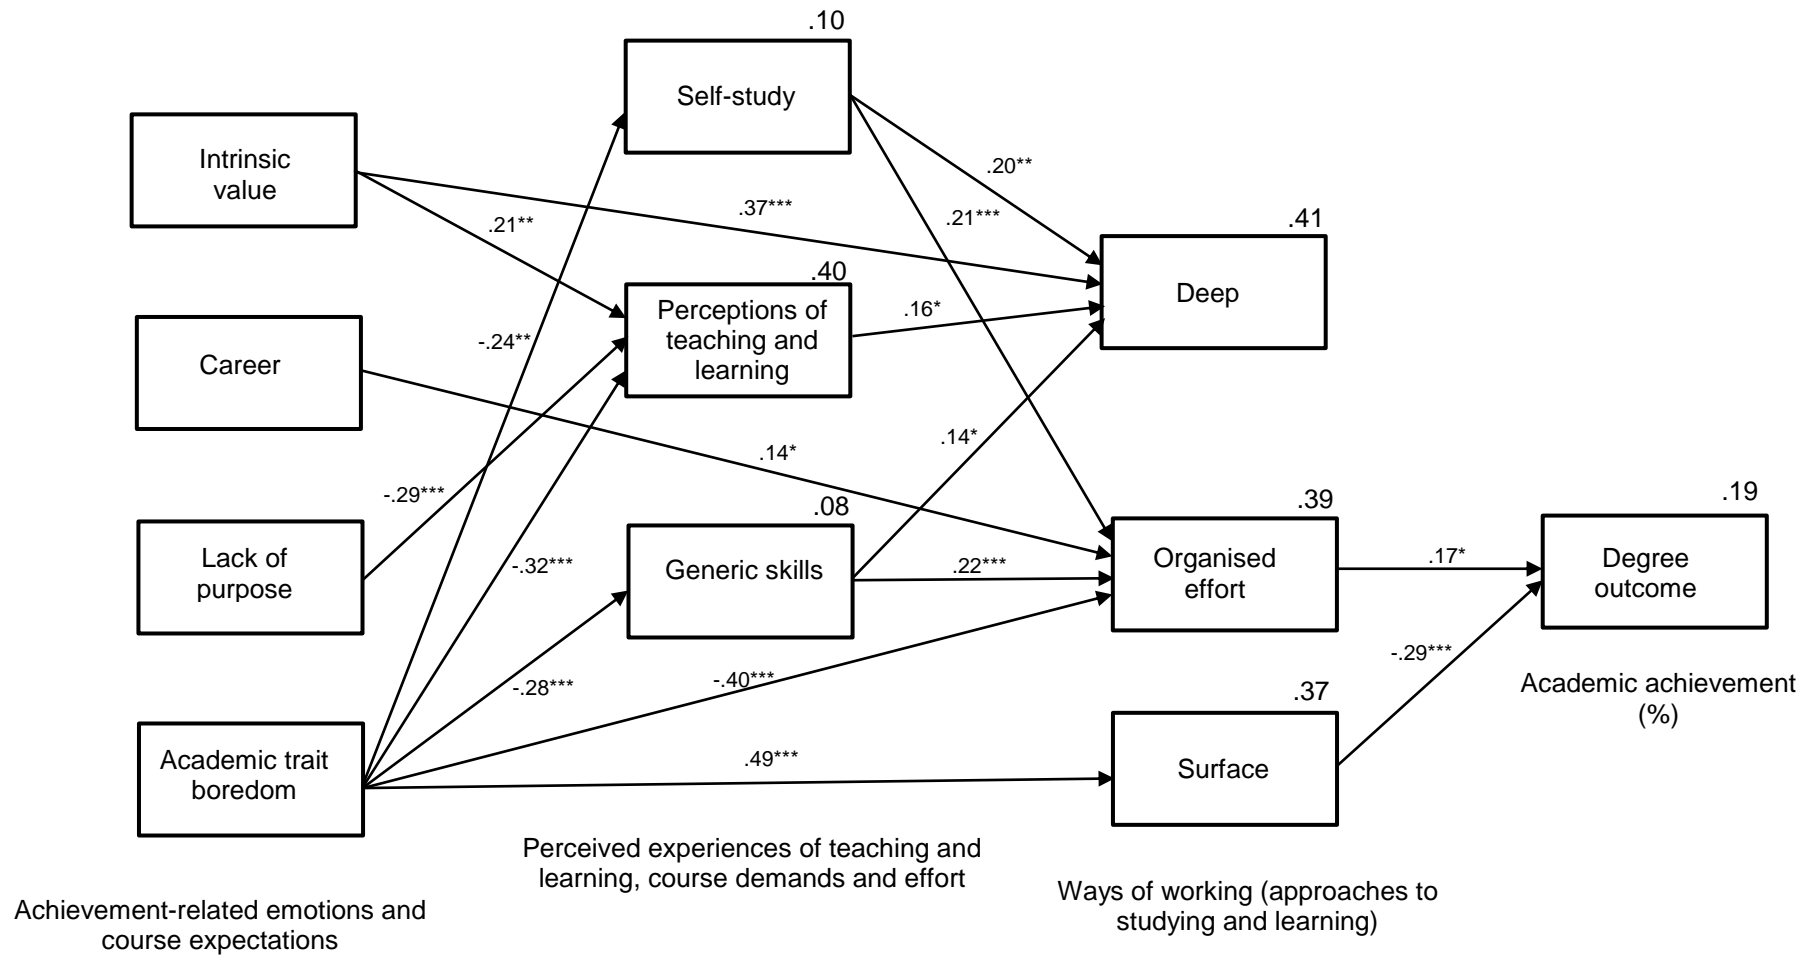 .10
Self-study
Intrinsic
value
.20**
.37***
.21***
.21**
.41
.40
Deep
Perceptions of
teaching and
learning
.16*
-.24**
Career
.14*
.14*
-.29***
.08
.39
.19
Lack of
purpose
-.32***
Generic skills
.22***
Organised
effort
.17*
Degree
outcome
-.28***
-.40***
-.29***
.37
Academic achievement
(%)
Academic trait
boredom
.49***
Surface
Perceived experiences of teaching and
learning, course demands and effort
Ways of working (approaches to
studying and learning)
Achievement-related emotions and
course expectations